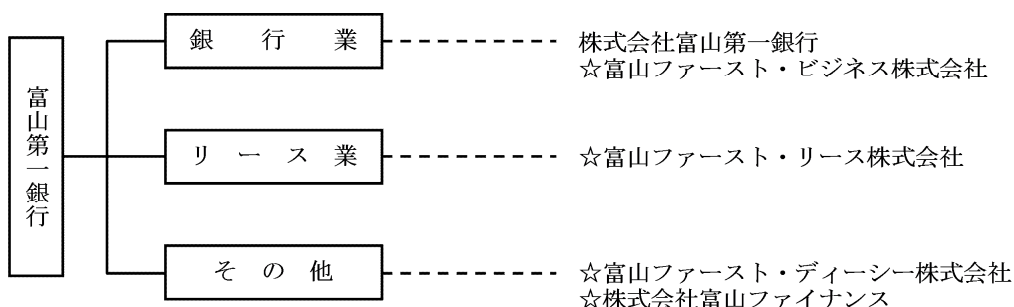 富山第一銀行
銀行業
株式会社富山第一銀行
☆富山ファースト・ビジネス株式会社
リース業
☆富山ファースト・リース株式会社
その他
☆富山ファースト・ディーシー株式会社
☆株式会社富山ファイナンス